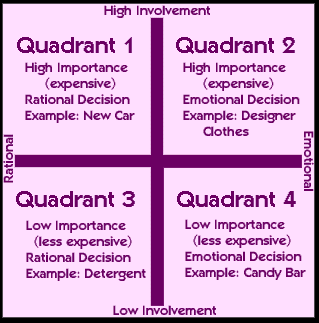 High Involvement
Quadrant 1
High Importance
(expensive)
Rational Decision
Example: New Car
Quadrant 2
High Importance
(expensive)
Emotional Decision
Example: Designer
Clothes
Rational
Emotional
Quadrant 3
Low Importance
(less expensive)
Rational Decision
Example: Detergent
Quadrant 4
Low Importance
(less expensive)
Emotional Decision
Example: Candy Bar
Low Involvement